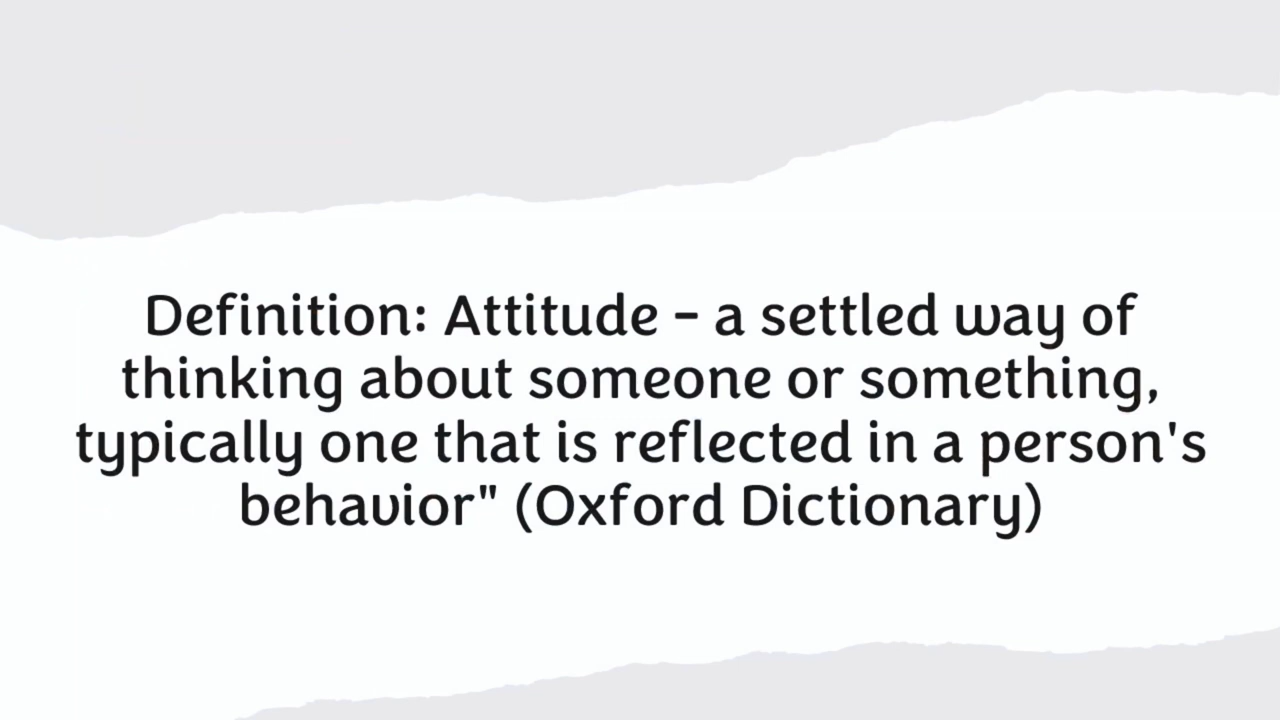 Definition: Attitude - a settled way of
thinking about someone or something,
typically one that is reflected in a person's
behavior" (Oxford Dictionary)